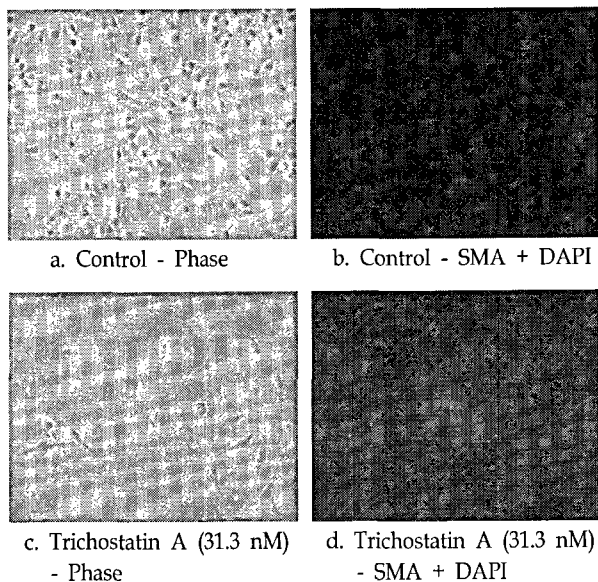 a. Control - Phase
b. Control - SMA + DAPI
c. Trichostatin A (31.3 nM)
- Phase
d. Trichostatin A (31.3 nM)
- SMA + DAPI